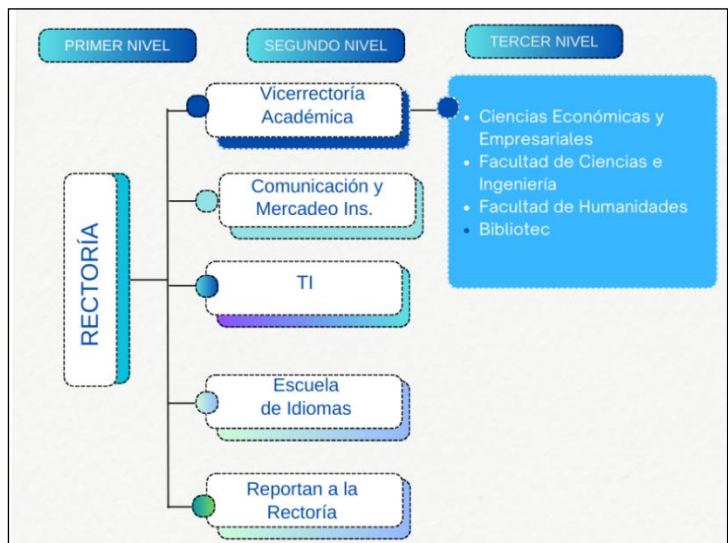 PRIMER NIVEL
SEGUNDO NIVEL
TERCER NIVEL
RECTORÍA
Vicerrectoría
Académica
Comunicación y
Mercadeo Ins.
TI
Escuela
de Idiomas
Reportan a la
Rectoría
• Ciencias Económicas y
Empresariales
• Facultad de Ciencias e
Ingeniería
• Facultad de Humanidades
• Bibliotec